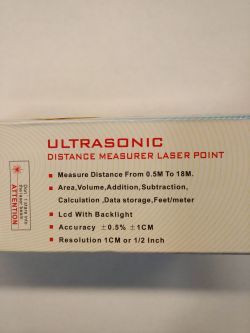 ULTRASONIC
DISTANCE MEASURER LASER POINT
Measure Distance From 0.5M To 18M.
Area,Volume,Addition,Subtraction,
Calculation ,Data storage,Feet/meter
Lcd With Backlight
Accuracy ±0.5% ±1CM
Resolution 1CM or 1/2 Inch
ATTENTION